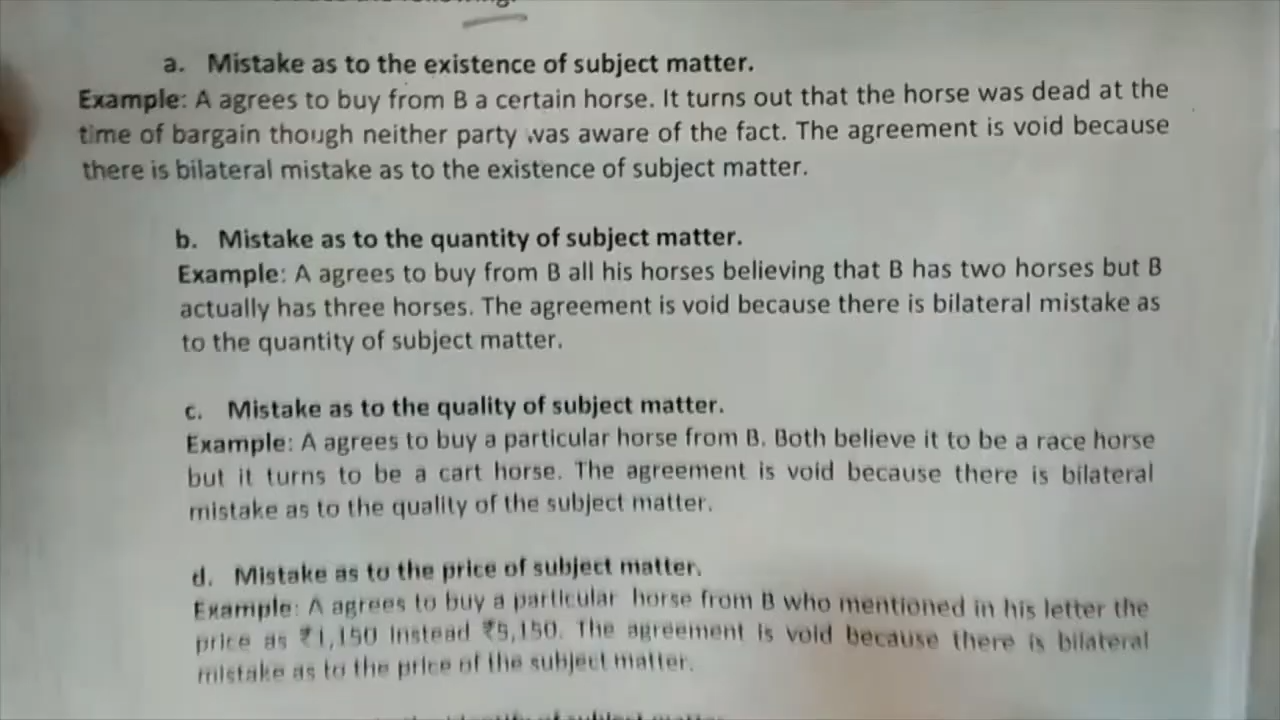 a. Mistake as to the existence of subject matter.
Example: A agrees to buy from B a certain horse. It turns out that the horse was dead at the
time of bargain though neither party was aware of the fact. The agreement is void because
there is bilateral mistake as to the existence of subject matter.
b. Mistake as to the quantity of subject matter.
Example: A agrees to buy from B all his horses believing that B has two horses but B
actually has three horses. The agreement is void because there is bilateral mistake as
to the quantity of subject matter.
c. Mistake as to the quality of subject matter.
Example: A agrees to buy a particular horse from B. Both believe it to be a race horse
but it turns to be a cart horse. The agreement is void because there is bilateral
mistake as to the quality of the subject matter.
d. Mistake as to the price of subject matter.
Example: A agrees to buy a particular horse from B who mentioned in his letter the
price as ₹1,150 instead ₹5,150. The agreement is void because there is bilateral
mistake as to the price of the subject matter.